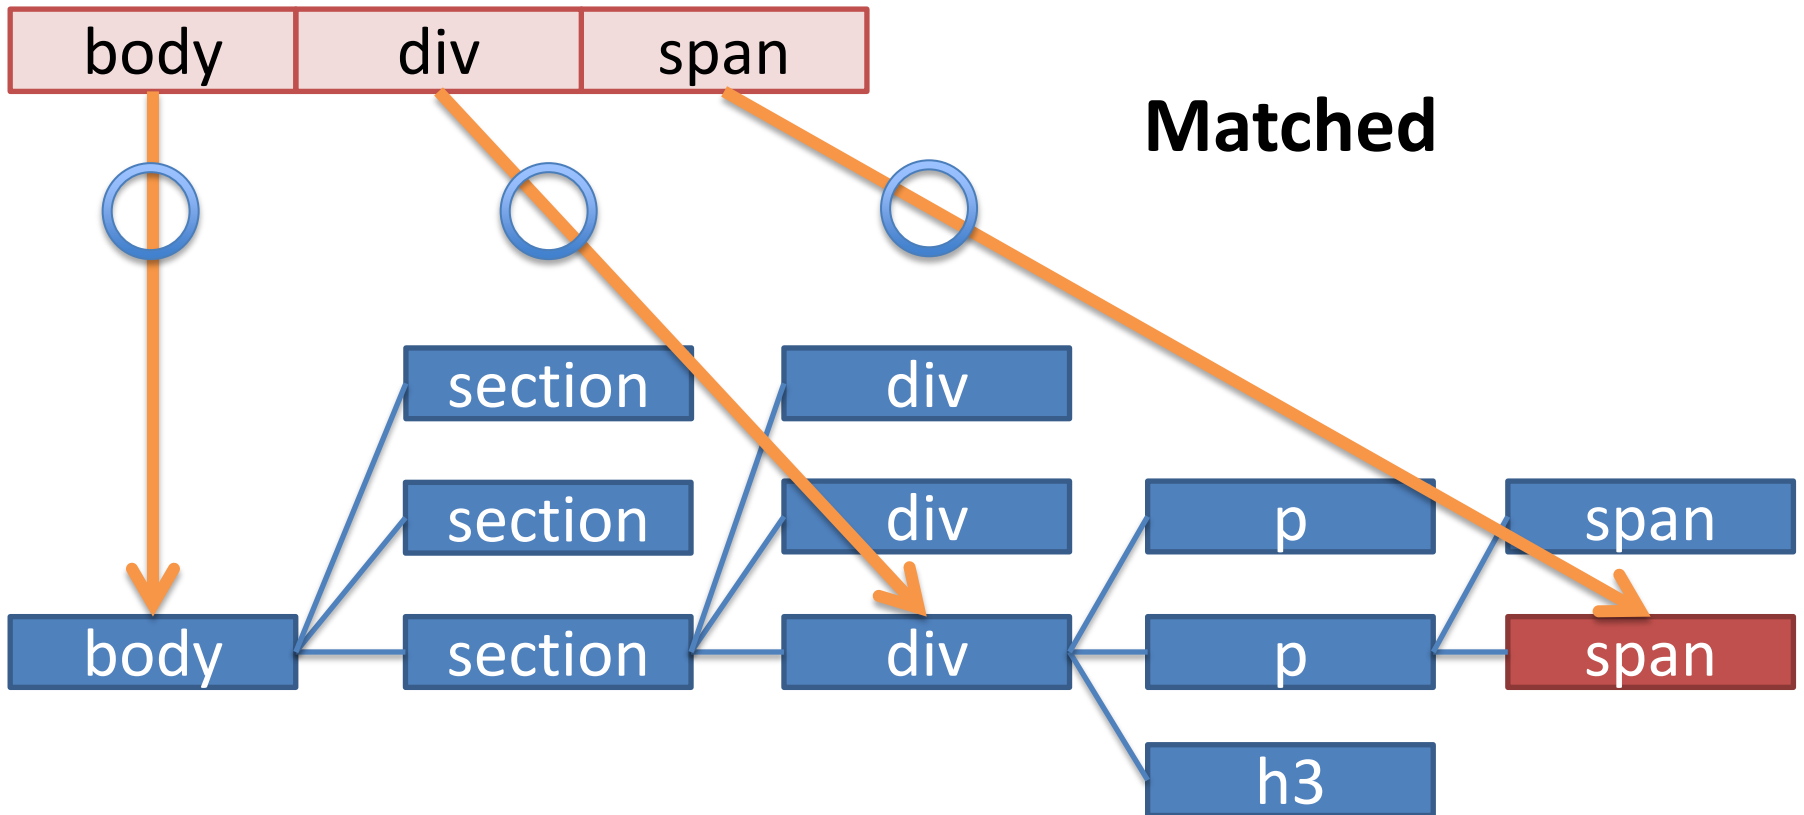 body div span
Matched
section div
section div p span
body section div p span
h3